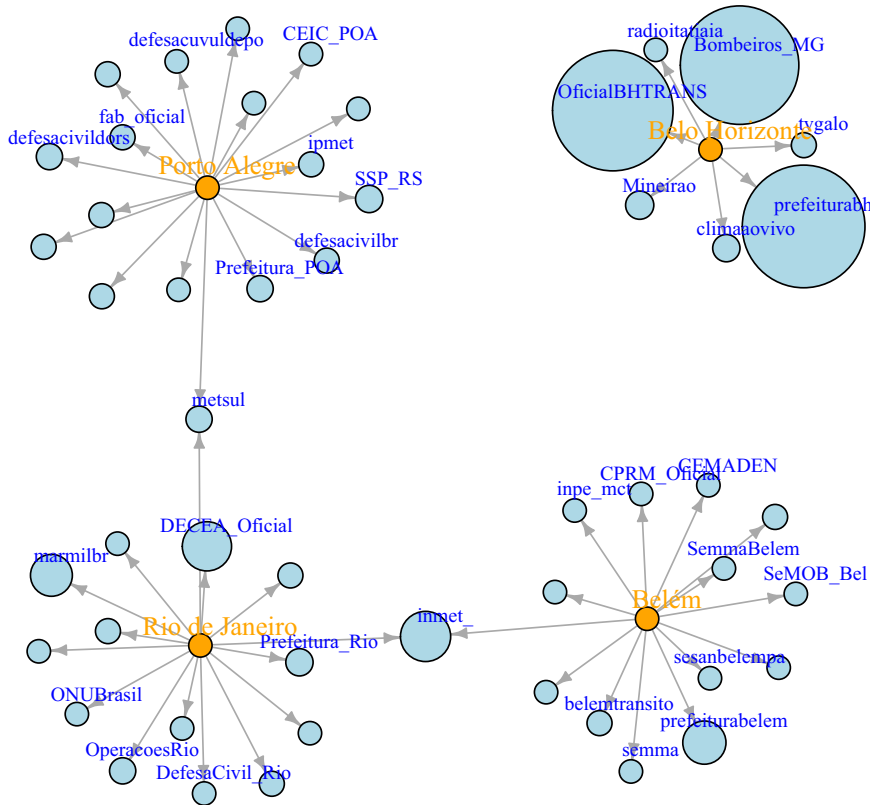 CEIC_POA
defesacuvuldepo
fab_oficial
defesacivildors
ipmet
Porto Alegre
SSP_RS
defesacivilbr
Prefeitura_POA
radioitatiaia
Bombeiros_MG
OficialBHTRANS
Belo Horizonte
tvgalo
Mineirao
prefeiturabh
climaaovivo
metsul
DECEA_Oficial
marmilbr
Rio de Janeiro
Prefeitura_Rio
inmet_
ONUBrasil
OperacoesRio
DefesaCivil_Rio
CEMADEN
CPRM_Oficial
inpe_mct
SemmaBelem
SeMOB_Bel
Belém
sesanbelempa
belemtransito
prefeiturabelem
semma